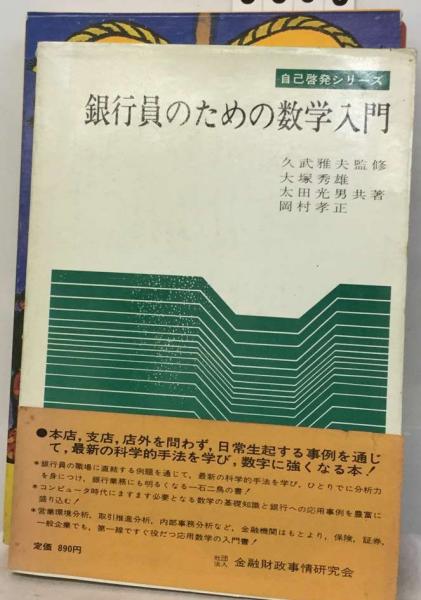 自己啓発シリーズ
銀行員のための数学入門
久武雅夫監修
大塚秀雄
太田光男共著
岡村孝正
●本店，支店，店外を問わず，日常生起する事例を通じ
て，最新の科学的手法を学び，数字に強くなる本！
＊銀行員の職場に直結する例題を通じて，最新の科学的手法を学び，ひとりでに分析力
を身につけ，銀行業務にも明るくなる一石二鳥の書！
＊コンピュータ時代にますます必要となる数学の基礎知識と銀行への応用事例を豊富に
盛り込む！
＊営業環境分析，取引推進分析，内部事務分析など，金融機関はもとより，保険，証券，
一般企業でも，第一線ですぐ役だつ応用数学の入門書！
定価 890円
社団法人 金融財政事情研究会